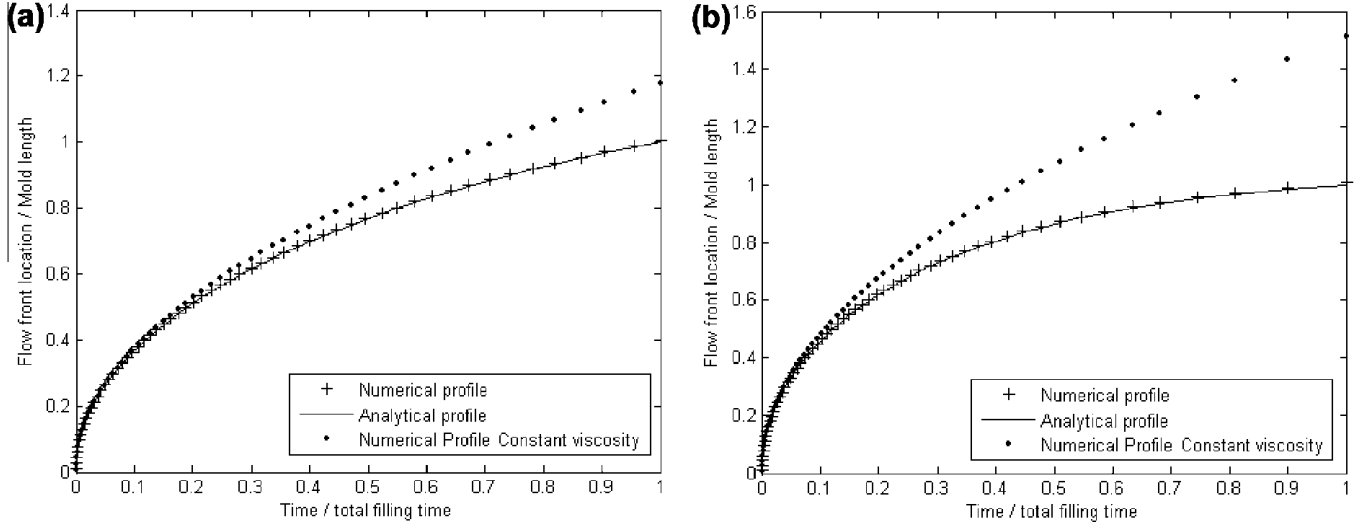 (a)
1.4
1.2
1
0.8
0.6
0.4
0.2
0
Flow front location / Mold length
Numerical profile
Analytical profile
Numerical Profile Constant viscosity
0 0.1 0.2 0.3 0.4 0.5 0.6 0.7 0.8 0.9 1
Time / total filling time
(b)
1.6
1.4
1.2
1
0.8
0.6
0.4
0.2
0
Flow front location / Mold length
Numerical profile
Analytical profile
Numerical Profile Constant viscosity
0 0.1 0.2 0.3 0.4 0.5 0.6 0.7 0.8 0.9 1
Time / total filling time